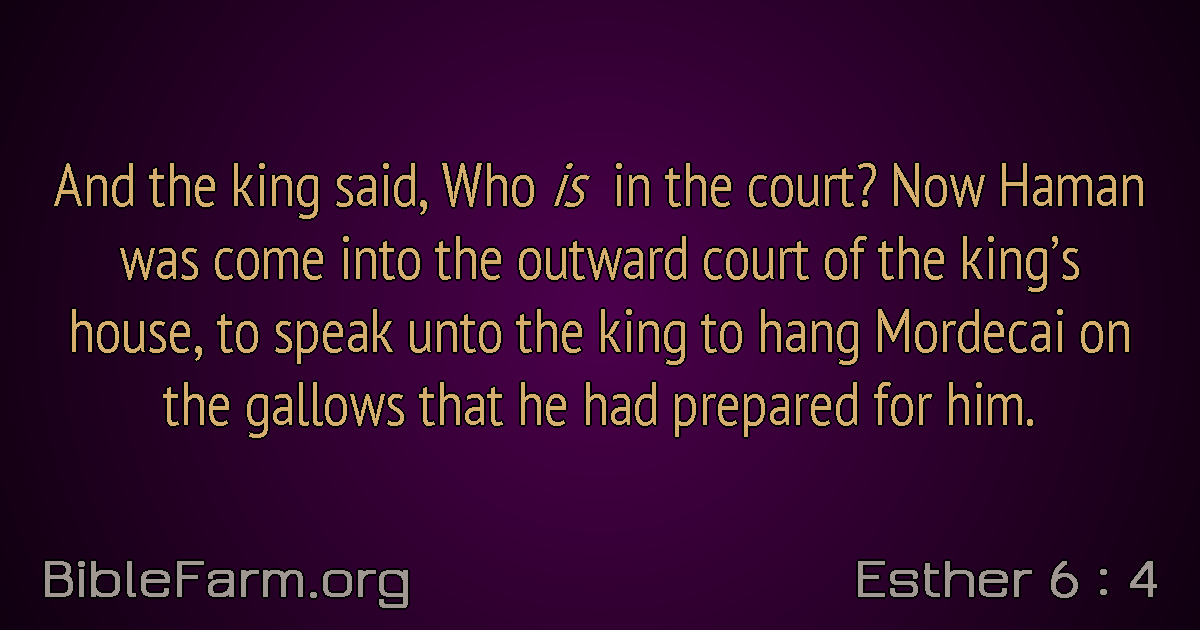 And the king said, Who is in the court? Now Haman
was come into the outward court of the king’s
house, to speak unto the king to hang Mordecai on
the gallows that he had prepared for him.
BibleFarm.org
Esther 6 : 4